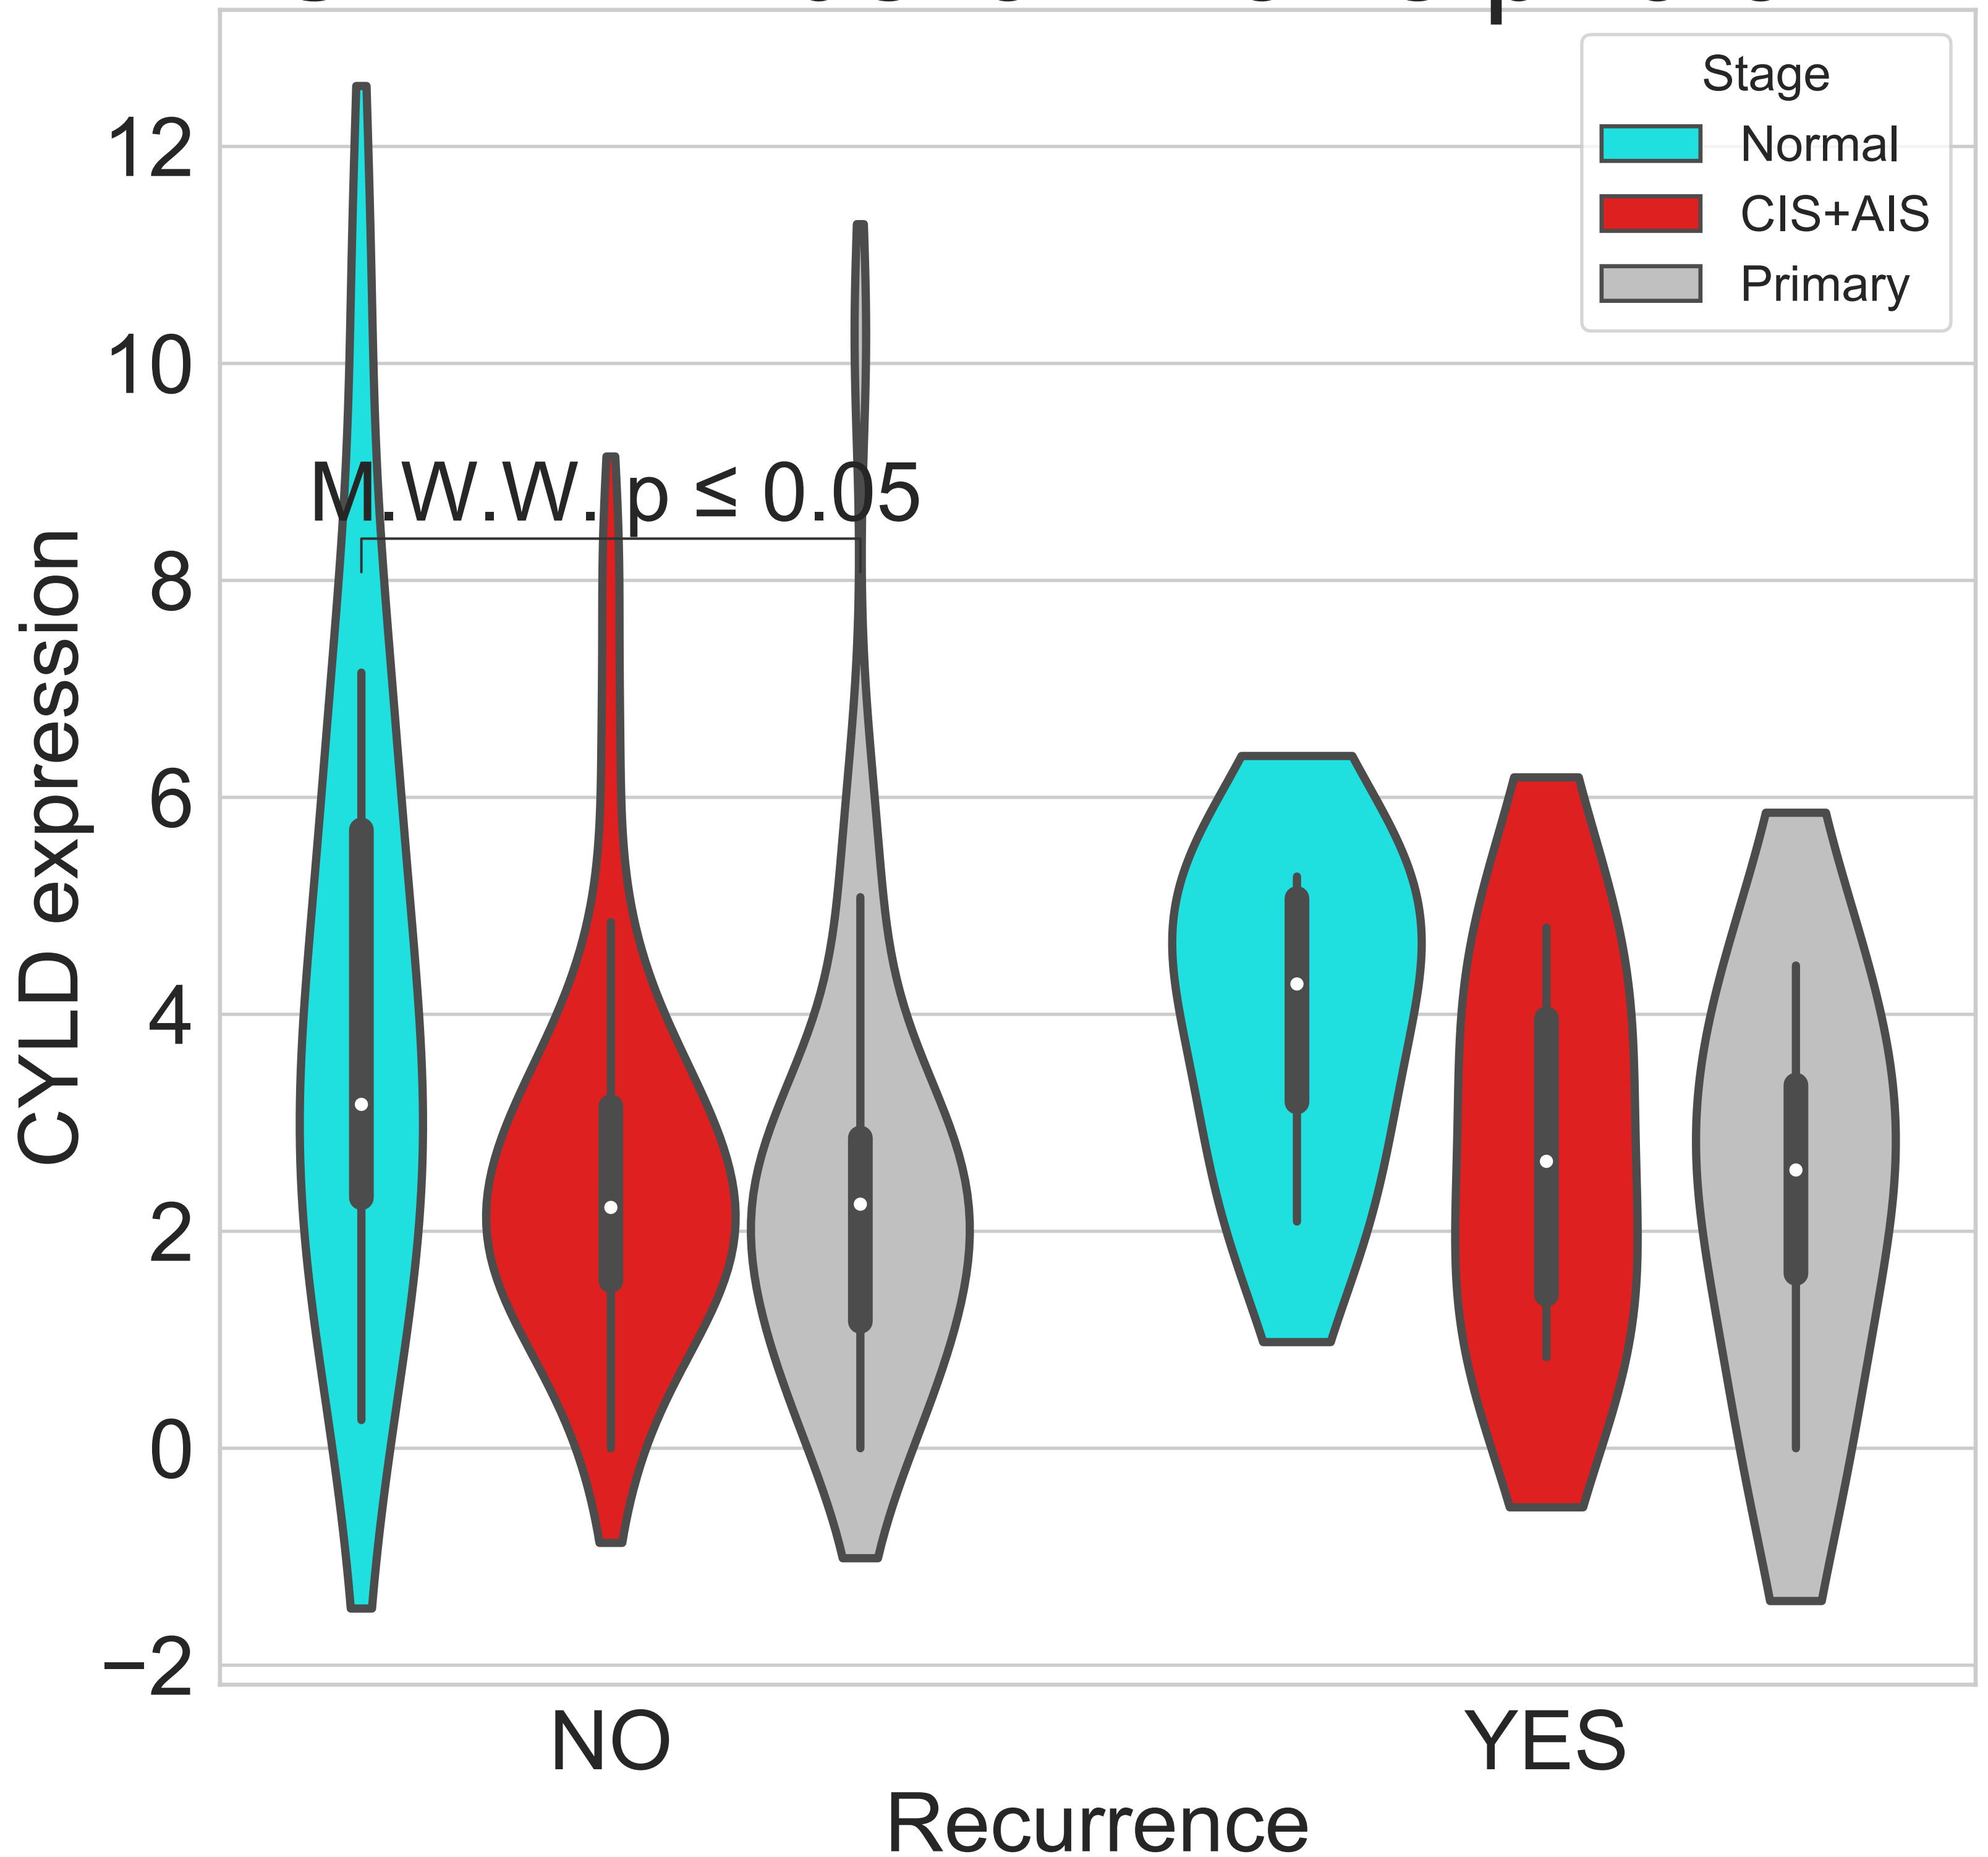 Stage
Normal
CIS+AIS
Primary
12
10
8
6
4
2
0
−2
CYLD expression
M.W.W. p ≤ 0.05
NO
YES
Recurrence